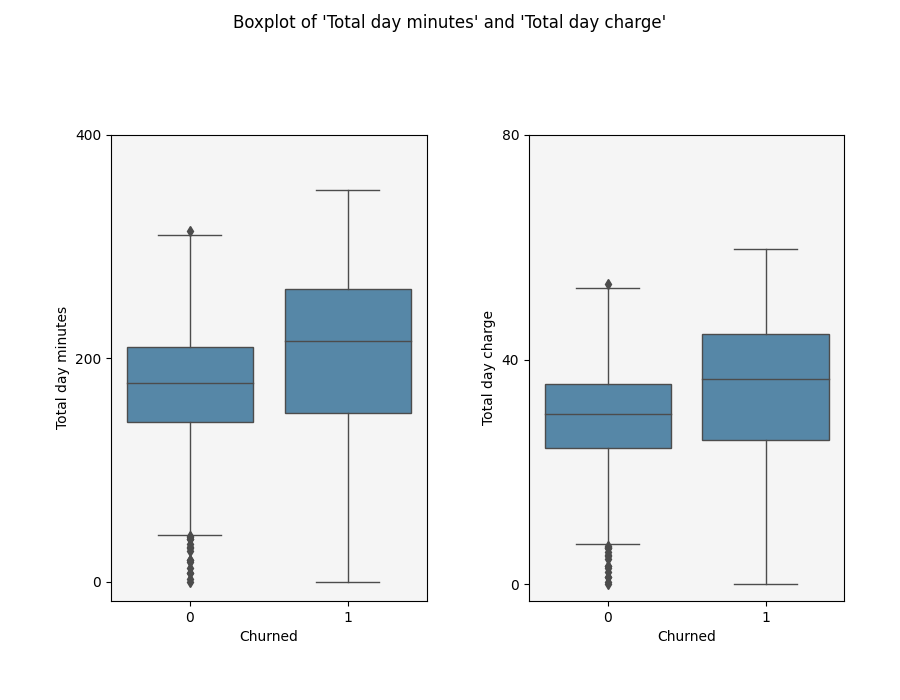 Boxplot of 'Total day minutes' and 'Total day charge'
Total day minutes
400
200
0
0
1
Churned
Total day charge
80
40
0
0
1
Churned